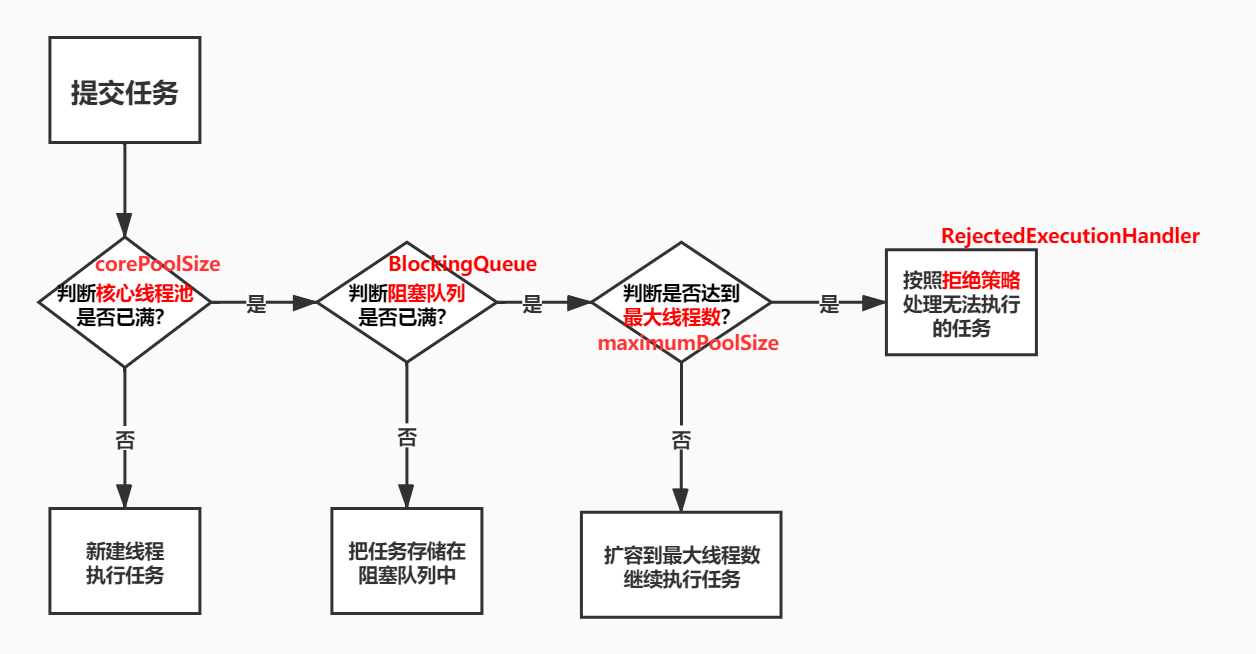 提交任务
corePoolSize
判断核心线程池
是否已满?
是
BlockingQueue
判断阻塞队列
是否已满?
是
判断是否达到
最大线程数?
maximumPoolSize
是
RejectedExecutionHandler
按照拒绝策略
处理无法执行
的任务
否
否
否
新建线程
执行任务
把任务存储在
阻塞队列中
扩容到最大线程数
继续执行任务